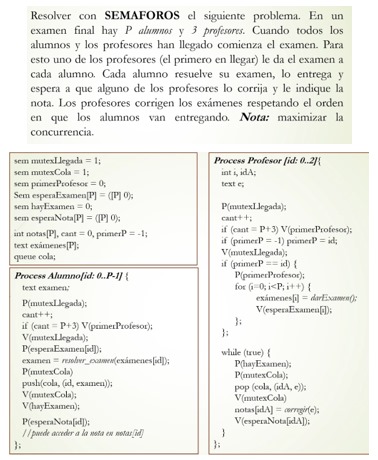 Resolver con SEMAFOROS el siguiente problema. En un
examen final hay P alumnos y 3 profesores. Cuando todos los
alumnos y los profesores han llegado comienza el examen. Para
esto uno de los profesores (el primero en llegar) le da el examen a
cada alumno. Cada alumno resuelve su examen, lo entrega y
espera a que alguno de los profesores lo corrija y le indique la
nota. Los profesores corrigen los exámenes respetando el orden
en que los alumnos van entregando. Nota: maximizar la
concurrencia.
sem mutexLlegada = 1;
sem mutexCola = 1;
sem primerProfesor = 0;
Sem esperaExamen[P] = ([P] 0);
sem hayExamen = 0;
sem esperaNota[P] = ([P] 0);
int notas[P], cant = 0, primerP = -1;
text exámenes[P];
queue cola;
Process Alumno[id: 0..P-1] {
text examen;
P(mutexLlegada);
cant++;
if (cant = P+3) V(primerProfesor);
V(mutexLlegada);
P(esperaExamen[id]);
examen = resolver_examen(exámenes[id]);
P(mutexCola)
push(cola, (id, examen));
V(mutexCola);
V(hayExamen);
P(esperaNota[id]);
//puede acceder a la nota en notas[id]
};
Process Profesor [id: 0..2]{
int i, idA;
text e;
P(mutexLlegada);
cant++;
if (cant = P+3) V(primerProfesor);
if (primerP = -1) primerP = id;
V(mutexLlegada);
if (primerP == id) {
P(primerProfesor);
for (i=0; i<P; i++) {
exámenes[i] = darExamen();
V(esperaExamen[i]);
};
};
while (true) {
P(hayExamen);
P(mutexCola);
pop (cola, (idA, e));
V(mutexCola)
notas[idA] = corregir(e);
V(esperaNota[idA]);
}
};